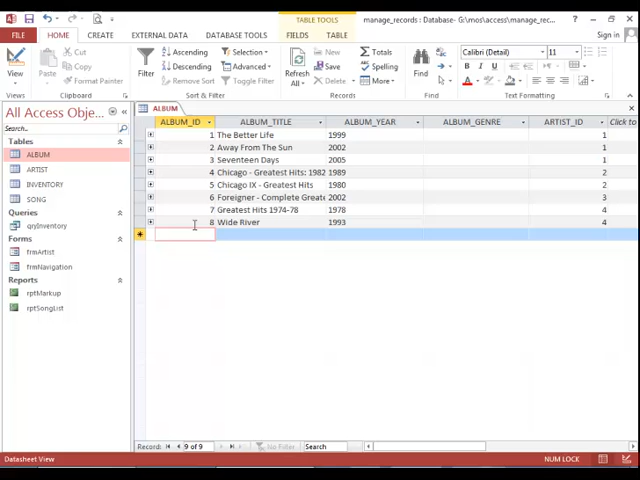 TABLE TOOLS
manage_records : Database- G:\mos\access\manage_rec...
Sign in
FILE
HOME
CREATE
EXTERNAL DATA
DATABASE TOOLS
FIELDS
TABLE
View
Paste
Cut
Copy
Format Painter
Filter
Ascending
Descending
Remove Sort
Selection
Advanced
Toggle Filter
Refresh
All
New
Save
Delete
Totals
Spelling
More
Find
Calibri (Detail)
11
B I U
A
Views
Clipboard
Sort & Filter
Records
Find
Text Formatting
All Access Obje...
Search...
Tables
ALBUM
ARTIST
INVENTORY
SONG
Queries
qryInventory
Forms
frmArtist
frmNavigation
Reports
rptMarkup
rptSongList
ALBUM
ALBUM_ID ALBUM_TITLE ALBUM_YEAR ALBUM_GENRE ARTIST_ID Click to
1 The Better Life 1999 1
2 Away From The Sun 2002 1
3 Seventeen Days 2005 1
4 Chicago - Greatest Hits: 1982 1989 2
5 Chicago IX - Greatest Hits 1980 2
6 Foreigner - Complete Great 2002 3
7 Greatest Hits 1974-78 1978 4
8 Wide River 1993 4
Record: 9 of 9 No Filter Search
Datasheet View
NUM LOCK